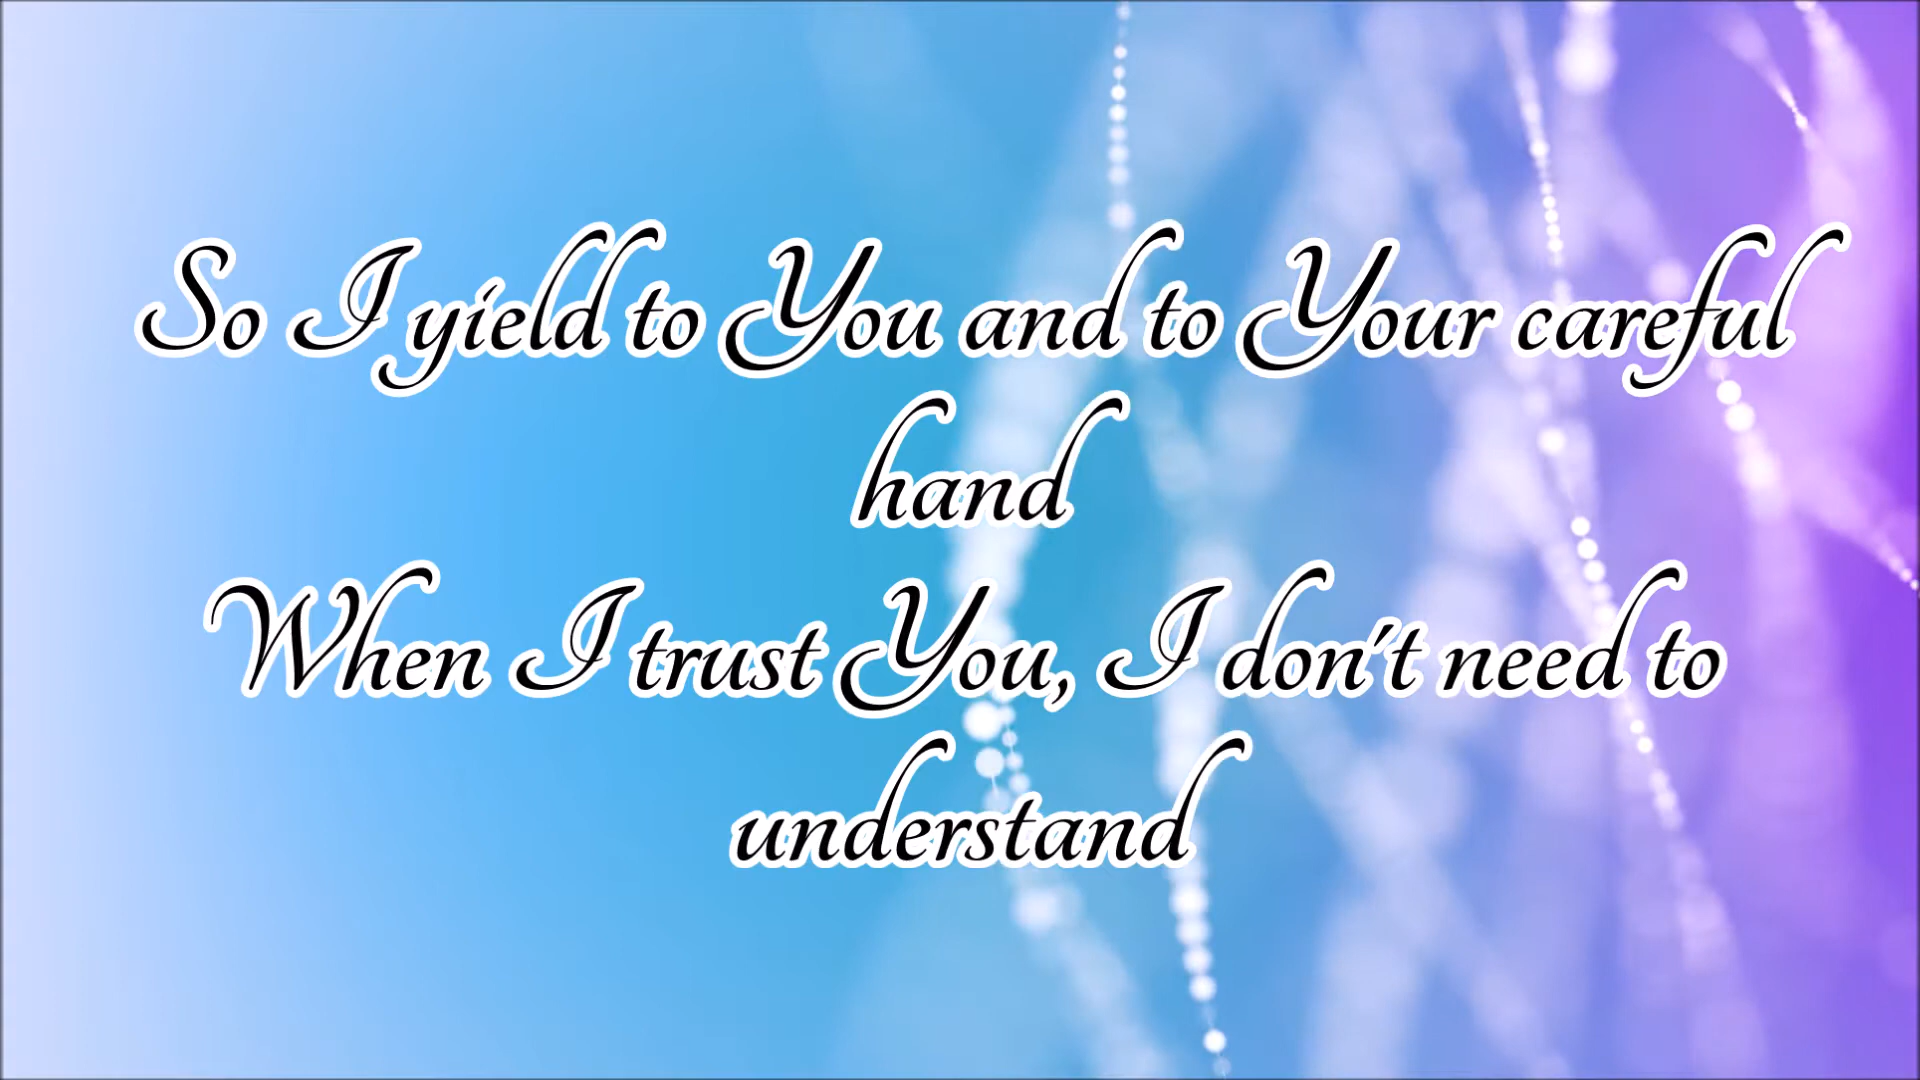 So I yield to You and to Your careful
hand
When I trust You, I don't need to
understand